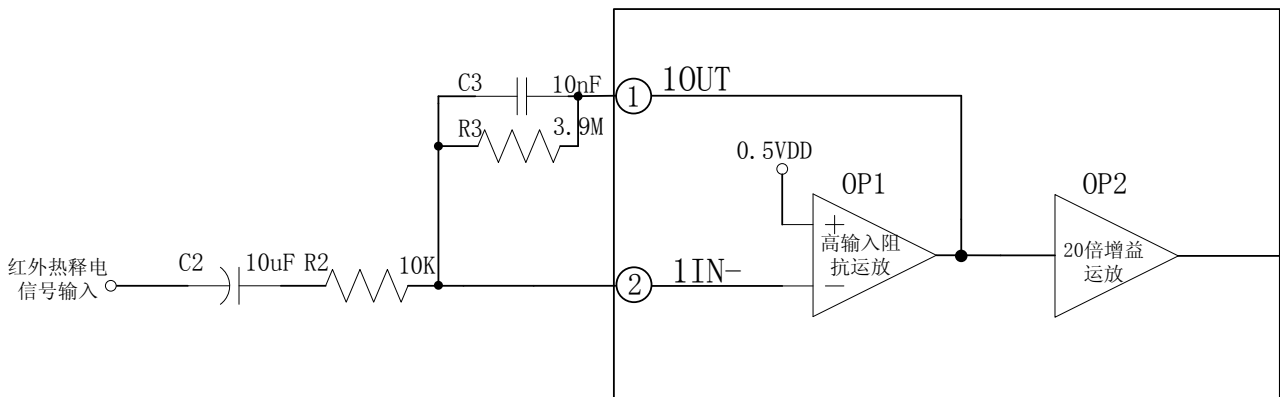 C3 10nF
1 1OUT
R3 3.9M
0.5VDD
OP1
OP2
+
高输入阻
抗运放
20倍增益
运放
红外热释电
信号输入
C2 10uF R2 10K
2 1IN-
−